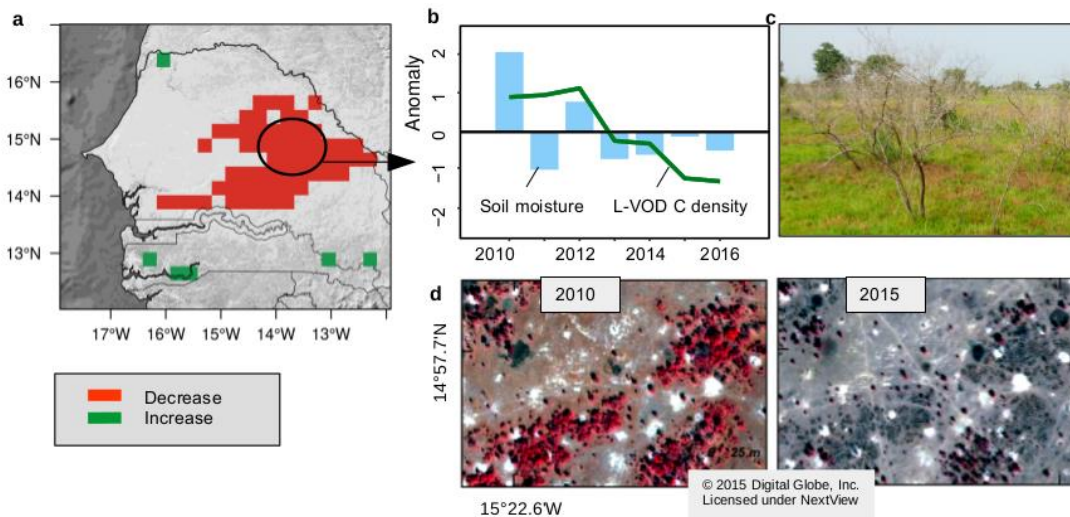 a
16°N
15°N
14°N
13°N
17°W 16°W 15°W 14°W 13°W
Decrease
Increase
b
Anomaly
2
1
0
−1
−2
Soil moisture
L-VOD C density
2010 2012 2014 2016
c
d
2010
2015
14°57.7'N
25 m
15°22.6'W
© 2015 Digital Globe, Inc.
Licensed under NextView